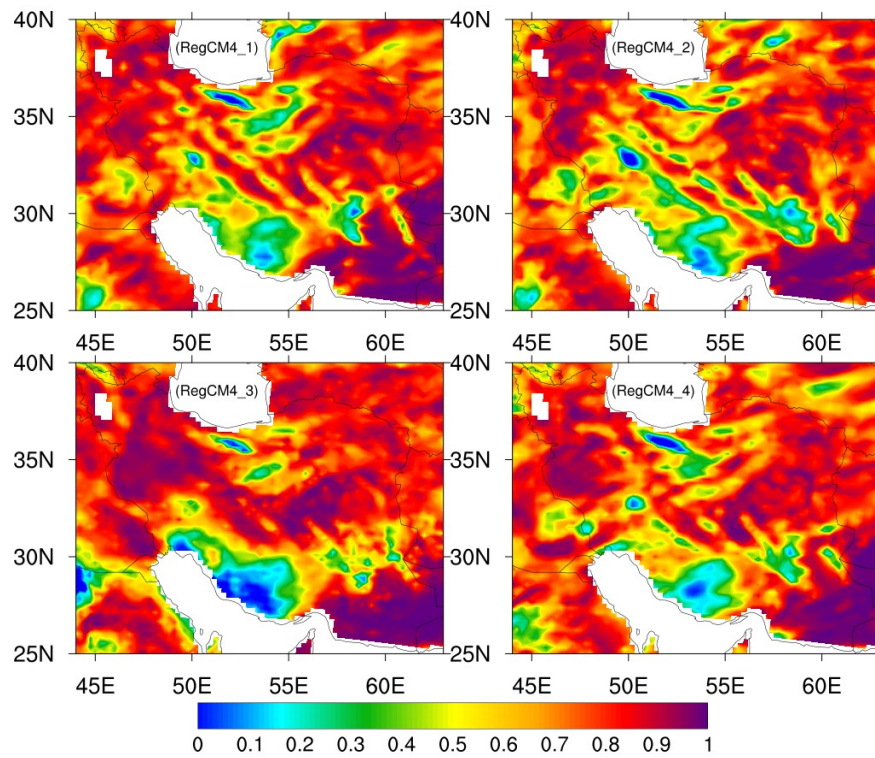 40N
(RegCM4_1)
35N
30N
25N
45E 50E 55E 60E
40N
(RegCM4_2)
35N
30N
25N
45E 50E 55E 60E
40N
(RegCM4_3)
35N
30N
25N
45E 50E 55E 60E
40N
(RegCM4_4)
35N
30N
25N
45E 50E 55E 60E
0 0.1 0.2 0.3 0.4 0.5 0.6 0.7 0.8 0.9 1